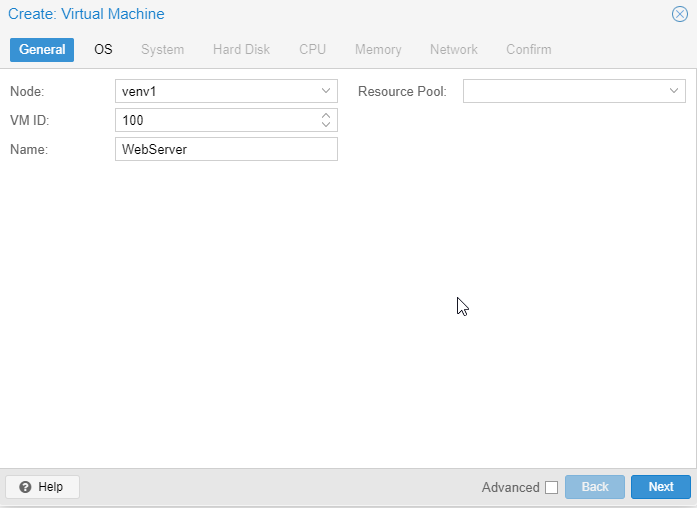 Create: Virtual Machine
General OS System Hard Disk CPU Memory Network Confirm
Node: venv1 Resource Pool:
VM ID: 100
Name: WebServer
Help Advanced Back Next